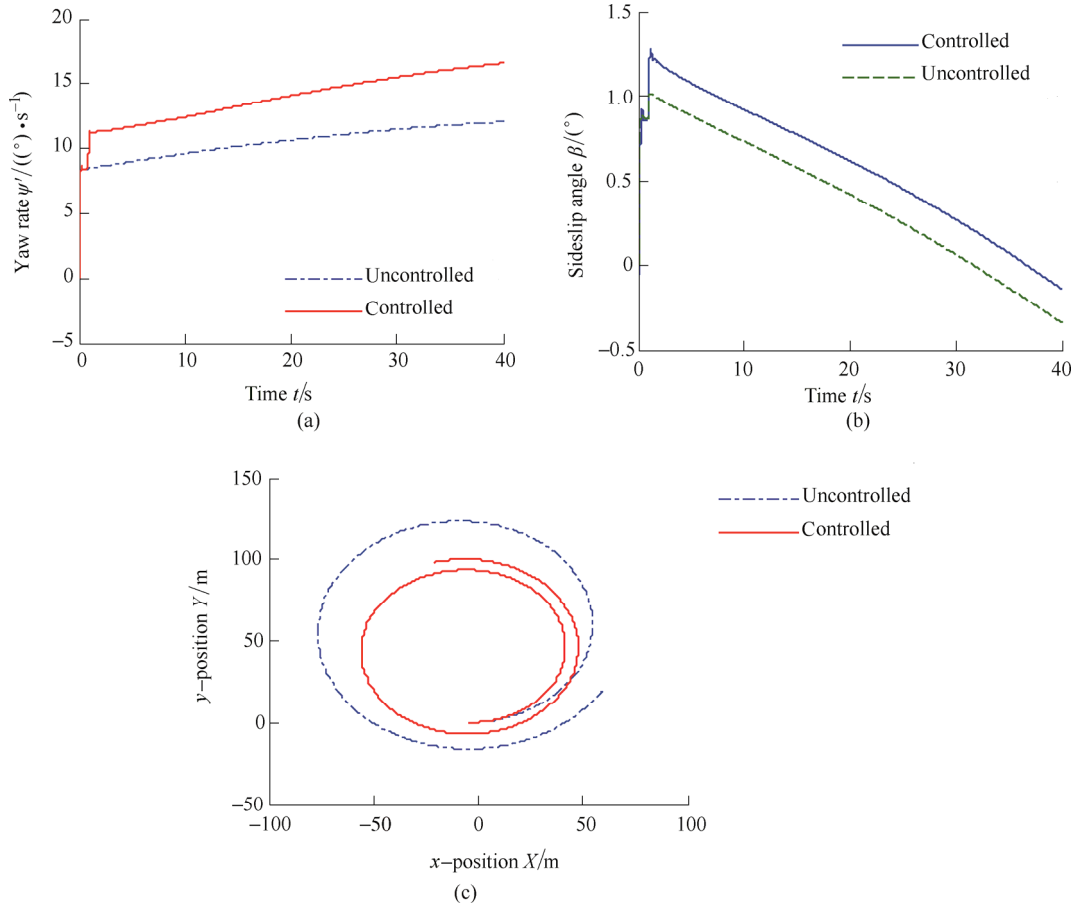 20
15
10
5
0
−5
Yaw rate ψ′/((°)•s⁻¹)
Uncontrolled
Controlled
0
10
20
30
40
Time t/s
(a)
1.5
1.0
0.5
0
−0.5
Sideslip angle β/(°)
Controlled
Uncontrolled
0
10
20
30
40
Time t/s
(b)
150
100
50
0
−50
y−position Y/m
Uncontrolled
Controlled
−100
−50
0
50
100
x−position X/m
(c)